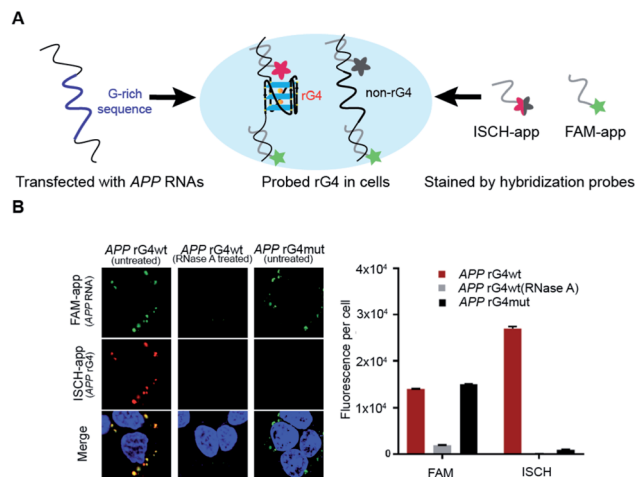 A
G-rich
sequence
rG4
non-rG4
ISCH-app
FAM-app
Transfected with APP RNAs
Probed rG4 in cells
Stained by hybridization probes
B
APP rG4wt
(untreated)
APP rG4wt
(RNase A treated)
APP rG4mut
(untreated)
FAM-app
(APP RNA)
ISCH-app
(APP rG4)
Merge
Fluorescence per cell
4x10⁴
3x10⁴
2x10⁴
1x10⁴
0
APP rG4wt
APP rG4wt(RNase A)
APP rG4mut
FAM
ISCH